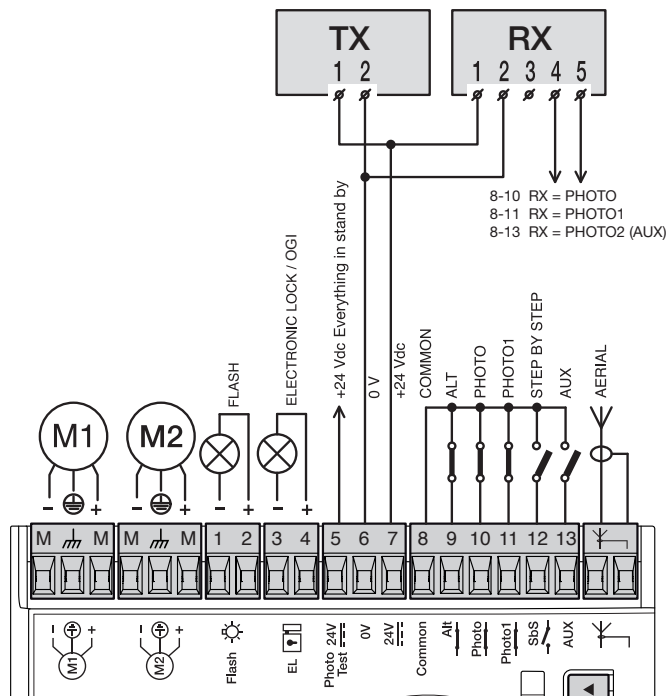 TX RX
1 2 1 2 3 4 5
8-10 RX = PHOTO
8-11 RX = PHOTO1
8-13 RX = PHOTO2 (AUX)
FLASH
ELECTRONIC LOCK / OGI
+24 Vdc Everything in stand by
0 V
+24 Vdc
COMMON
ALT
PHOTO
PHOTO1
STEP BY STEP
AUX
AERIAL
M1 M2
- + - + - + - +
M M M M 1 2 3 4 5 6 7 8 9 10 11 12 13
- +
M1
- +
M2
Flash
EL
Photo 24V
Test
0V
24V
Common
Alt
Photo
Photo1
SbS
AUX